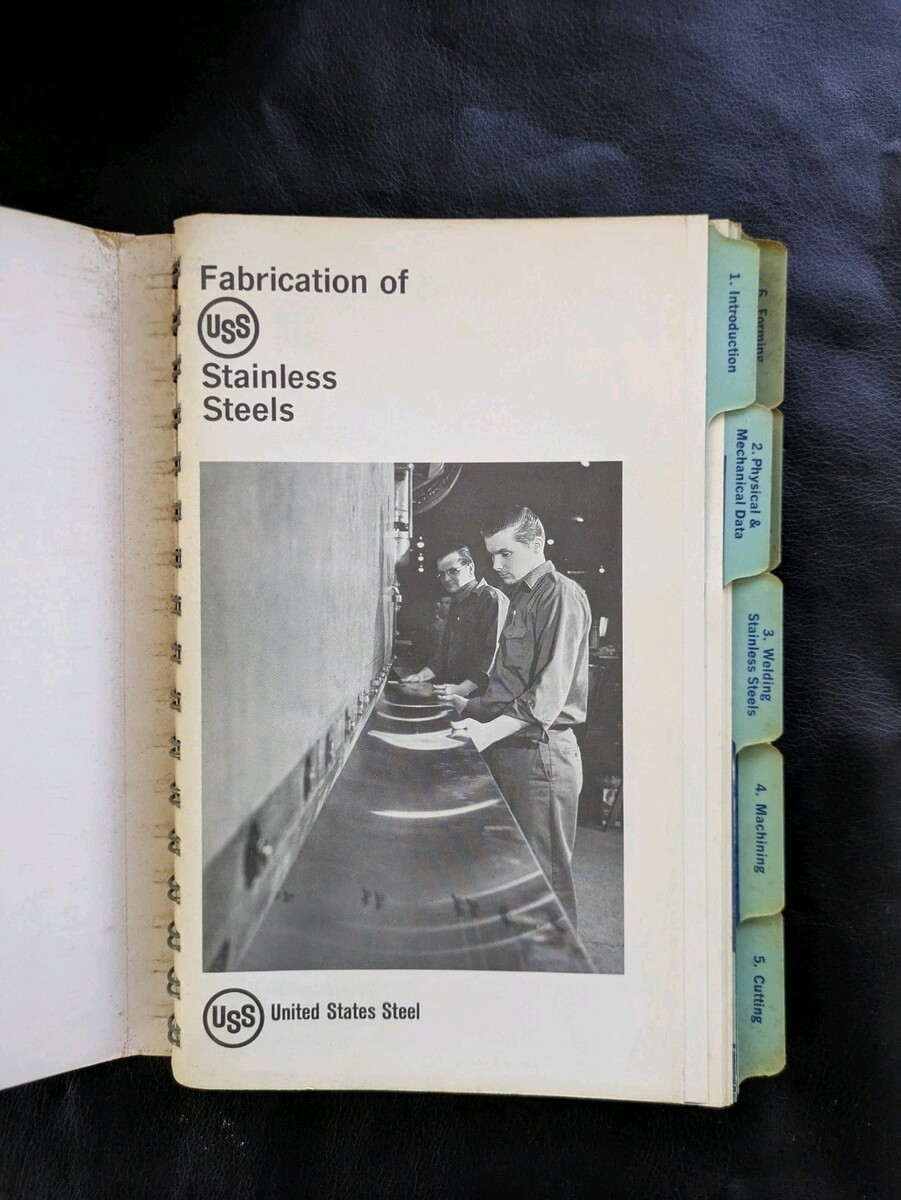 Fabrication of
USS
Stainless
Steels
USS United States Steel
1. Introduction
6. Forming
2. Physical &
Mechanical Data
3. Welding
Stainless Steels
4. Machining
5. Cutting